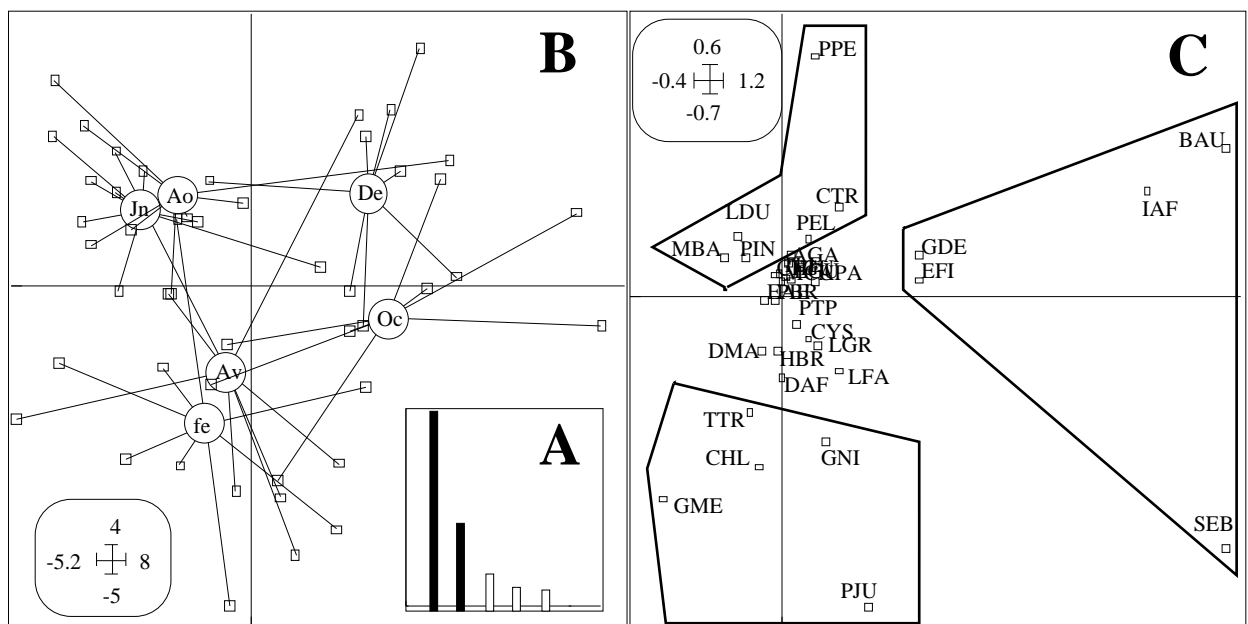 B
De
Ao
Jn
Oc
Av
fe
4
-5.2 8
-5
A
C
0.6
-0.4 1.2
-0.7
PPE
BAU
IAF
CTR
LDU
PEL
MBA PIN
AGA
GDE
EFI
PTP
CYS
LGR
DMA
HBR
DAF
LFA
TTR
CHL
GNI
GME
SEB
PJU